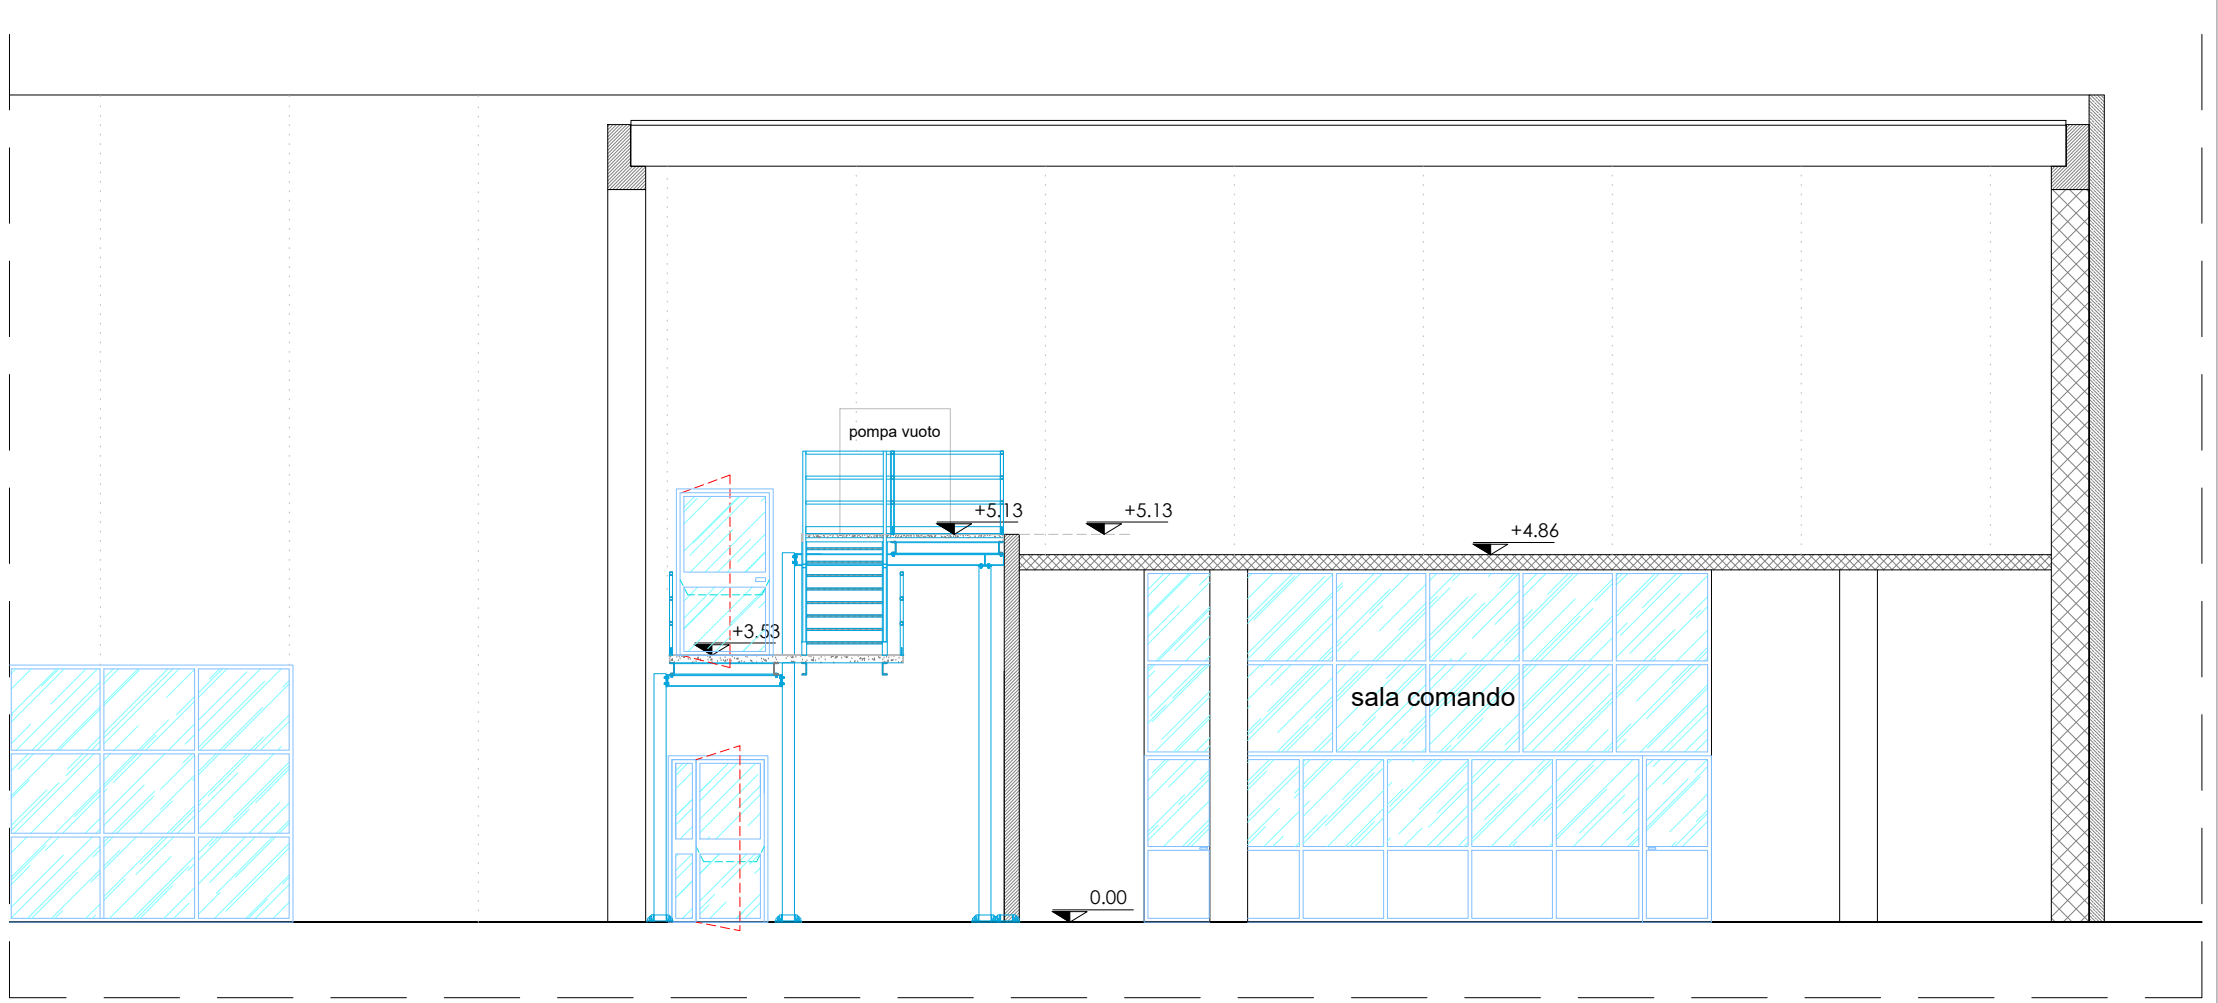 pompa vuoto
+5.13
+5.13
+4.86
+3.53
sala comando
0.00